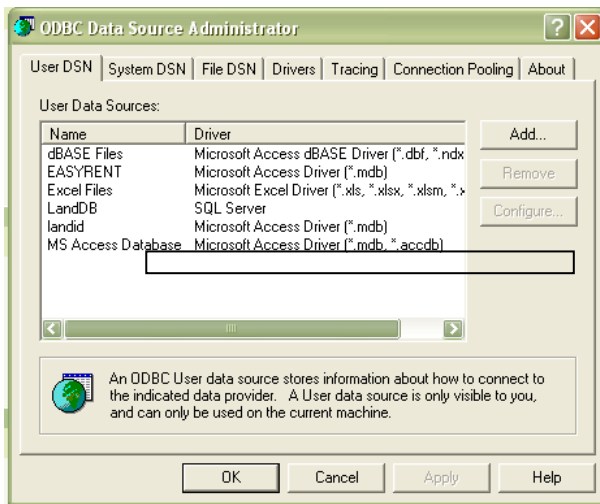 ODBC Data Source Administrator
User DSN System DSN File DSN Drivers Tracing Connection Pooling About
User Data Sources:
Name Driver
dBASE Files Microsoft Access dBASE Driver (*.dbf, *.ndx
EASYRENT Microsoft Access Driver (*.mdb)
Excel Files Microsoft Excel Driver (*.xls, *.xlsx, *.xlsm, *.x
LandDB SQL Server
landid Microsoft Access Driver (*.mdb)
MS Access Database Microsoft Access Driver (*.mdb, *.accdb)
Add...
Remove
Configure...
An ODBC User data source stores information about how to connect to
the indicated data provider. A User data source is only visible to you,
and can only be used on the current machine.
OK Cancel Apply Help